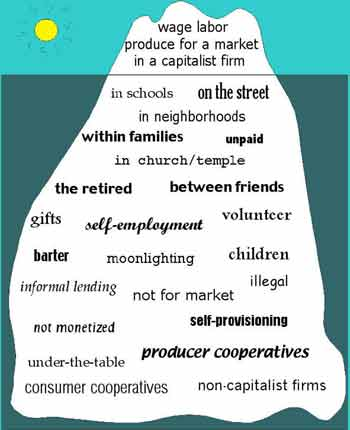 wage labor
produce for a market
in a capitalist firm
in schools on the street
in neighborhoods
within families unpaid
in church/temple
the retired between friends
gifts self-employment volunteer
barter moonlighting children
informal lending not for market illegal
not monetized self-provisioning
under-the-table producer cooperatives
consumer cooperatives non-capitalist firms